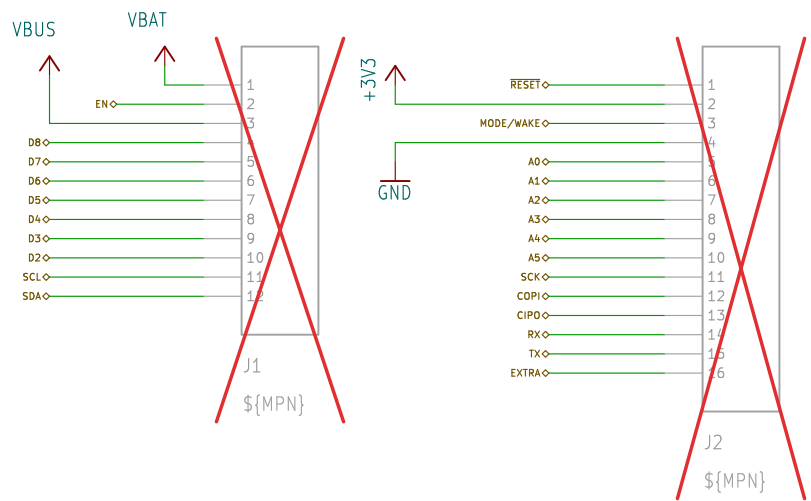 VBUS
VBAT
1
EN 2
3
D8 4
D7 5
D6 6
D5 7
D4 8
D3 9
D2 10
SCL 11
SDA 12
J1
${MPN}
+3V3
GND
RESET 1
2
MODE/WAKE 3
4
A0 5
A1 6
A2 7
A3 8
A4 9
A5 10
SCK 11
COPI 12
CIPO 13
RX 14
TX 15
EXTRA 16
J2
${MPN}